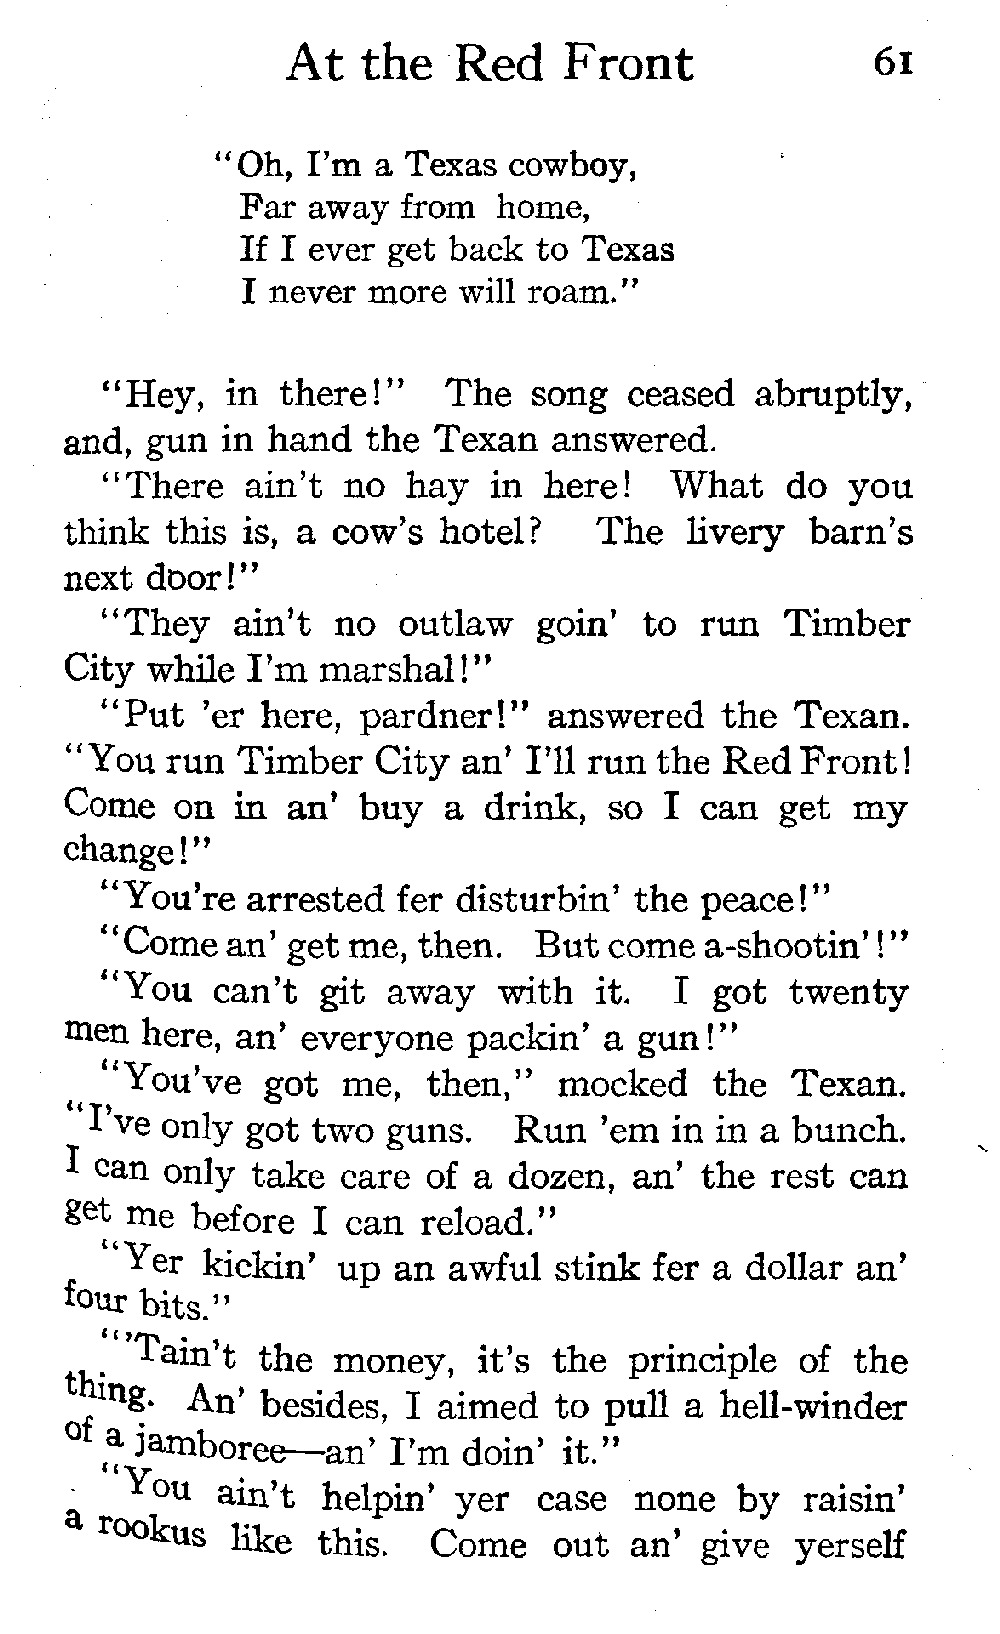 At the Red Front 61
"Oh, I'm a Texas cowboy,
Far away from home,
If I ever get back to Texas
I never more will roam."
"Hey, in there!" The song ceased abruptly,
and, gun in hand the Texan answered.
"There ain't no hay in here! What do you
think this is, a cow's hotel? The livery barn's
next door!"
"They ain't no outlaw goin' to run Timber
City while I'm marshal!"
"Put 'er here, pardner!" answered the Texan.
"You run Timber City an' I'll run the Red Front!
Come on in an' buy a drink, so I can get my
change!"
"You're arrested fer disturbin' the peace!"
"Come an' get me, then. But come a-shootin'!"
"You can't git away with it. I got twenty
men here, an' everyone packin' a gun!"
"You've got me, then," mocked the Texan.
"I've only got two guns. Run 'em in in a bunch.
I can only take care of a dozen, an' the rest can
get me before I can reload."
"Yer kickin' up an awful stink fer a dollar an'
four bits."
"'Tain't the money, it's the principle of the
thing. An' besides, I aimed to pull a hell-winder
of a jamboree—an' I'm doin' it."
"You ain't helpin' yer case none by raisin'
a rookus like this. Come out an' give yerself